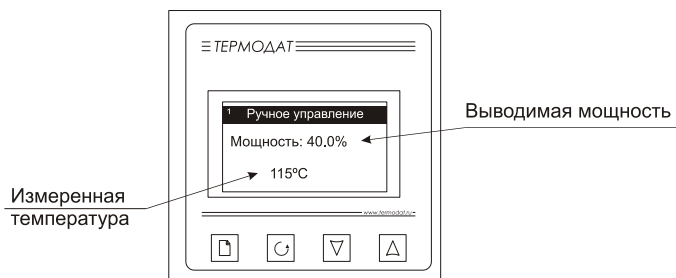 ТЕРМОДАТ
1 Ручное управление
Мощность: 40.0%
Выводимая мощность
115ºC
Измеренная
температура
www.termodat.ru